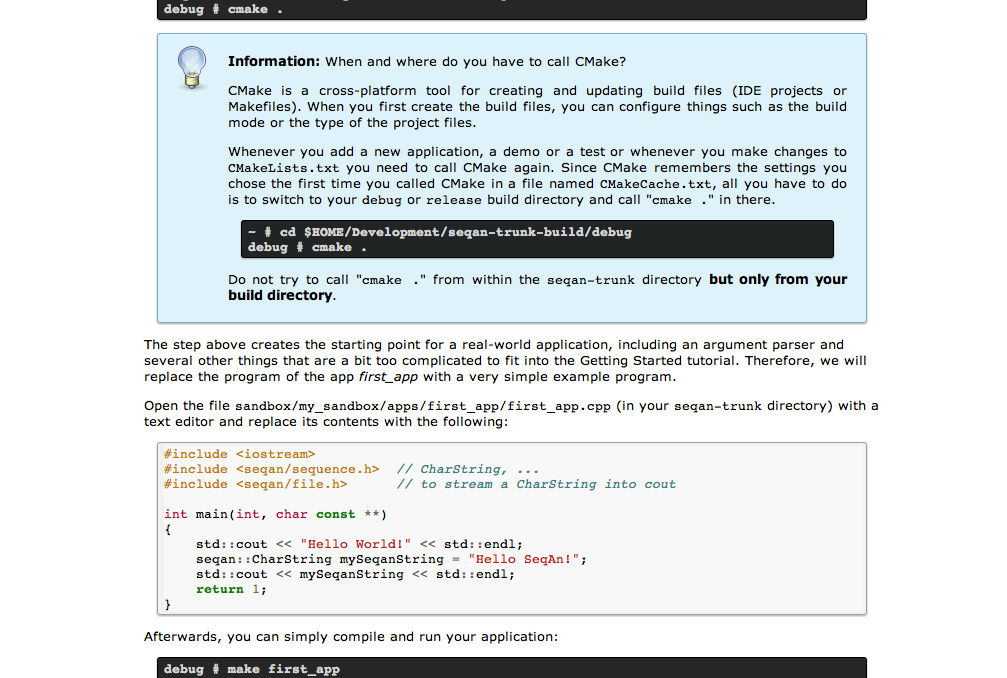 debug # cmake .
Information: When and where do you have to call CMake?
CMake is a cross-platform tool for creating and updating build files (IDE projects or
Makefiles). When you first create the build files, you can configure things such as the build
mode or the type of the project files.
Whenever you add a new application, a demo or a test or whenever you make changes to
CMakeLists.txt you need to call CMake again. Since CMake remembers the settings you
chose the first time you called CMake in a file named CMakeCache.txt, all you have to do
is to switch to your debug or release build directory and call "cmake ." in there.
~ # cd $HOME/Development/seqan-trunk-build/debug
debug # cmake .
Do not try to call "cmake ." from within the seqan-trunk directory but only from your
build directory.
The step above creates the starting point for a real-world application, including an argument parser and
several other things that are a bit too complicated to fit into the Getting Started tutorial. Therefore, we will
replace the program of the app first_app with a very simple example program.
Open the file sandbox/my_sandbox/apps/first_app/first_app.cpp (in your seqan-trunk directory) with a
text editor and replace its contents with the following:
#include <iostream>
#include <seqan/sequence.h>  // CharString, ...
#include <seqan/file.h>      // to stream a CharString into cout
int main(int, char const **)
{
    std::cout << "Hello World!" << std::endl;
    seqan::CharString mySeqanString = "Hello SeqAn!";
    std::cout << mySeqanString << std::endl;
    return 1;
}
Afterwards, you can simply compile and run your application:
debug # make first_app